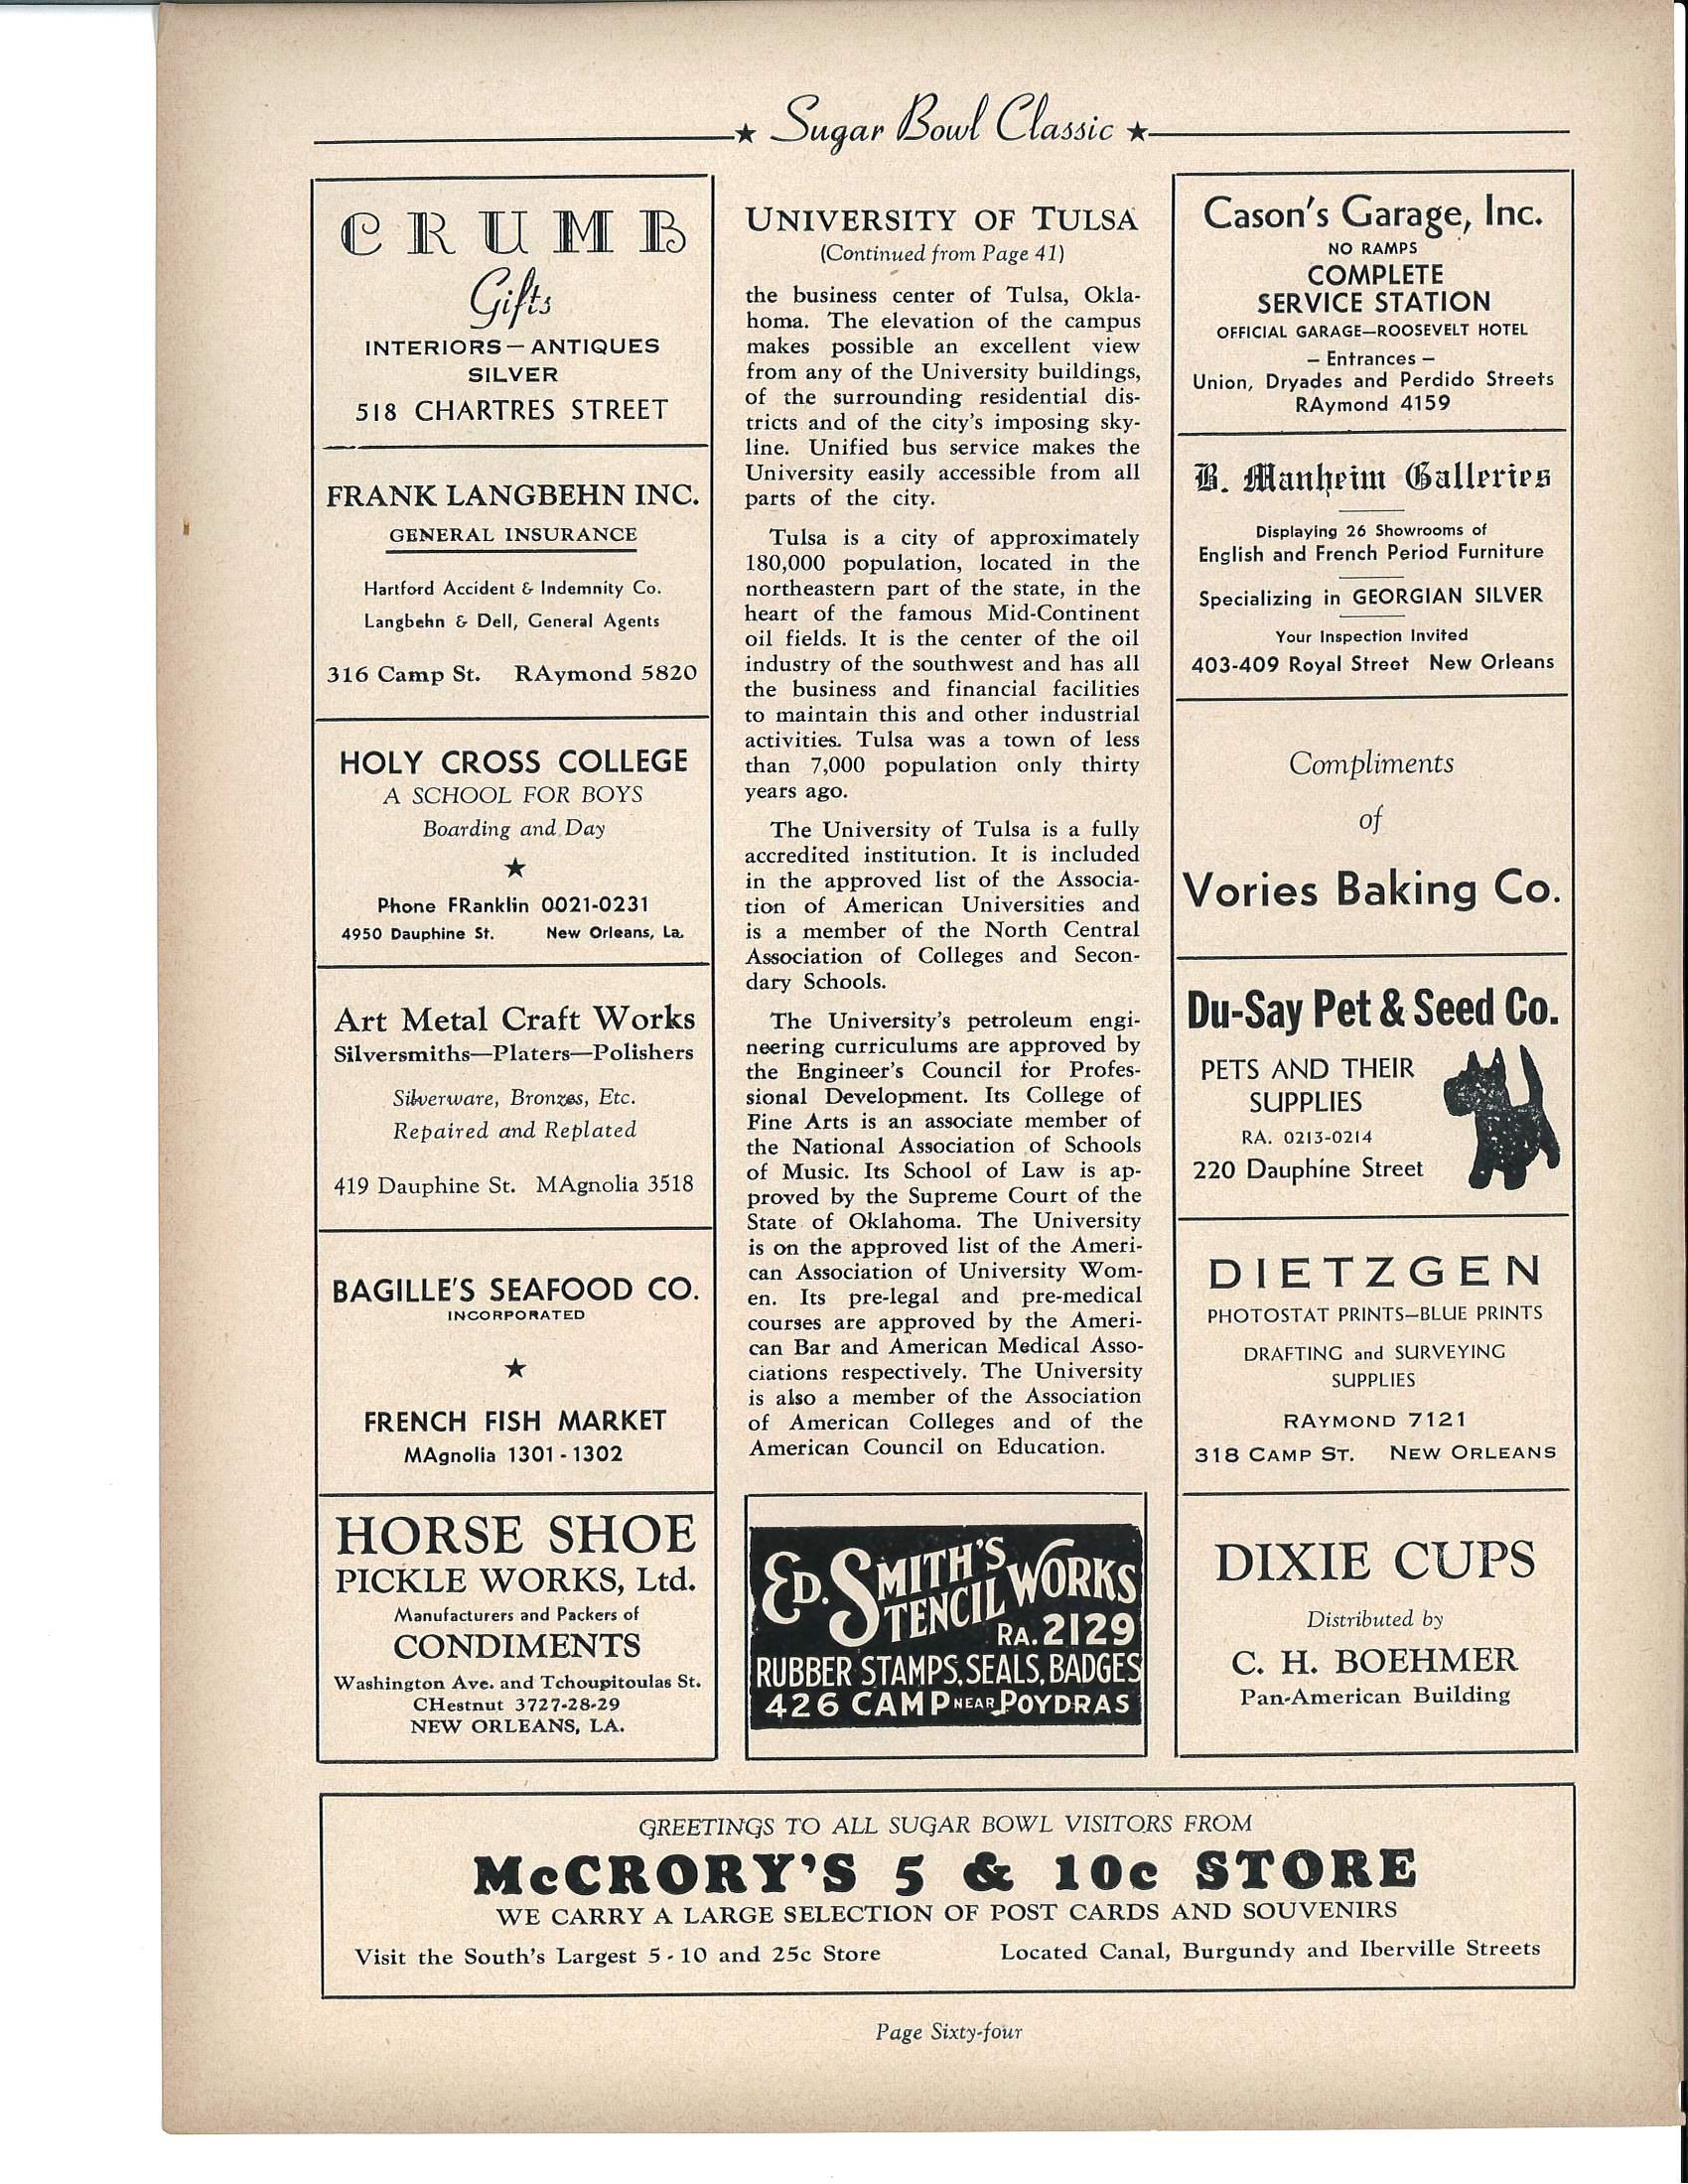 ★ Sugar Bowl Classic ★
CRUMB
Gifts
INTERIORS — ANTIQUES
SILVER
518 CHARTRES STREET
FRANK LANGBEHN INC.
GENERAL INSURANCE
Hartford Accident & Indemnity Co.
Langbehn & Dell, General Agents
316 Camp St. RAymond 5820
HOLY CROSS COLLEGE
A SCHOOL FOR BOYS
Boarding and Day
★
Phone FRanklin 0021-0231
4950 Dauphine St. New Orleans, La.
Art Metal Craft Works
Silversmiths—Platers—Polishers
Silverware, Bronzes, Etc.
Repaired and Replated
419 Dauphine St. MAgnolia 3518
BAGILLE'S SEAFOOD CO.
INCORPORATED
★
FRENCH FISH MARKET
MAgnolia 1301 - 1302
HORSE SHOE
PICKLE WORKS, Ltd.
Manufacturers and Packers of
CONDIMENTS
Washington Ave. and Tchoupitoulas St.
CHestnut 3727-28-29
NEW ORLEANS, LA.
UNIVERSITY OF TULSA
(Continued from Page 41)
the business center of Tulsa, Okla-
homa. The elevation of the campus
makes possible an excellent view
from any of the University buildings,
of the surrounding residential dis-
tricts and of the city's imposing sky-
line. Unified bus service makes the
University easily accessible from all
parts of the city.
Tulsa is a city of approximately
180,000 population, located in the
northeastern part of the state, in the
heart of the famous Mid-Continent
oil fields. It is the center of the oil
industry of the southwest and has all
the business and financial facilities
to maintain this and other industrial
activities. Tulsa was a town of less
than 7,000 population only thirty
years ago.
The University of Tulsa is a fully
accredited institution. It is included
in the approved list of the Associa-
tion of American Universities and
is a member of the North Central
Association of Colleges and Secon-
dary Schools.
The University's petroleum engi-
neering curriculums are approved by
the Engineer's Council for Profes-
sional Development. Its College of
Fine Arts is an associate member of
the National Association of Schools
of Music. Its School of Law is ap-
proved by the Supreme Court of the
State of Oklahoma. The University
is on the approved list of the Ameri-
can Association of University Wom-
en. Its pre-legal and pre-medical
courses are approved by the Ameri-
can Bar and American Medical Asso-
ciations respectively. The University
is also a member of the Association
of American Colleges and of the
American Council on Education.
ED. SMITH'S STENCIL WORKS
RA. 2129
RUBBER STAMPS, SEALS, BADGES
426 CAMP NEAR POYDRAS
Cason's Garage, Inc.
NO RAMPS
COMPLETE
SERVICE STATION
OFFICIAL GARAGE—ROOSEVELT HOTEL
– Entrances –
Union, Dryades and Perdido Streets
RAymond 4159
B. Manheim Galleries
Displaying 26 Showrooms of
English and French Period Furniture
Specializing in GEORGIAN SILVER
Your Inspection Invited
403-409 Royal Street New Orleans
Compliments
of
Vories Baking Co.
Du-Say Pet & Seed Co.
PETS AND THEIR
SUPPLIES
RA. 0213-0214
220 Dauphine Street
DIETZGEN
PHOTOSTAT PRINTS—BLUE PRINTS
DRAFTING and SURVEYING
SUPPLIES
RAYMOND 7121
318 CAMP ST. NEW ORLEANS
DIXIE CUPS
Distributed by
C. H. BOEHMER
Pan-American Building
GREETINGS TO ALL SUGAR BOWL VISITORS FROM
McCRORY'S 5 & 10c STORE
WE CARRY A LARGE SELECTION OF POST CARDS AND SOUVENIRS
Visit the South's Largest 5 - 10 and 25c Store Located Canal, Burgundy and Iberville Streets
Page Sixty-four